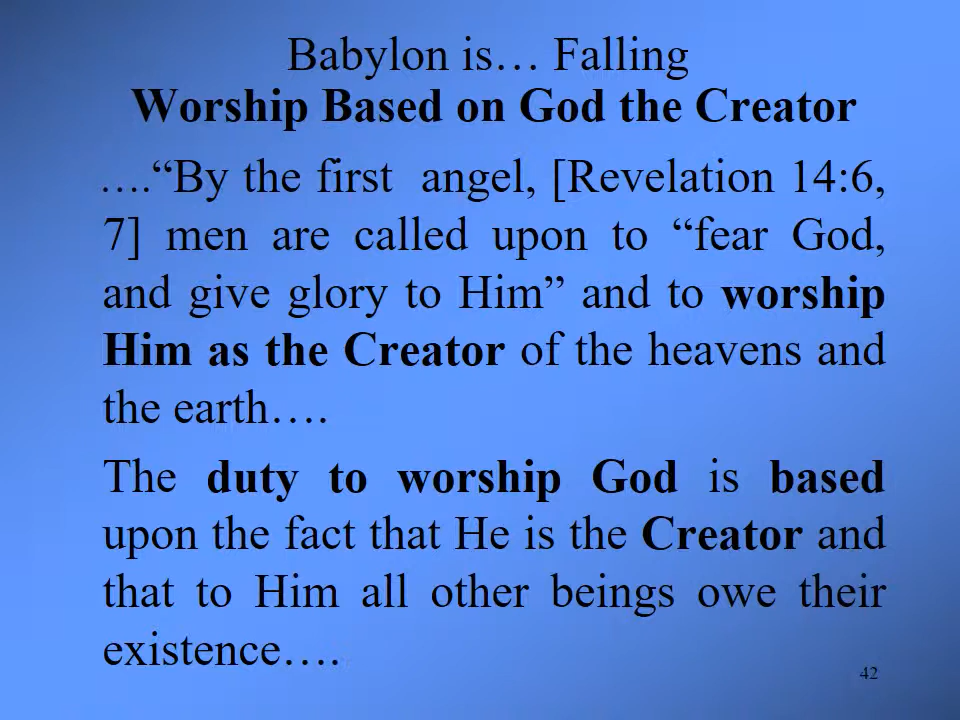 Babylon is… Falling
Worship Based on God the Creator
….“By the first angel, [Revelation 14:6,
7] men are called upon to “fear God,
and give glory to Him” and to worship
Him as the Creator of the heavens and
the earth….
The duty to worship God is based
upon the fact that He is the Creator and
that to Him all other beings owe their
existence….
42